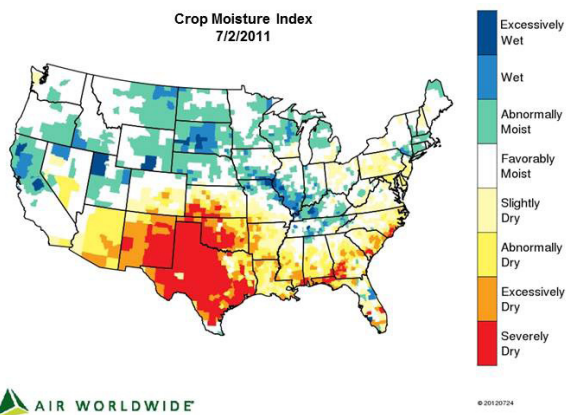 Crop Moisture Index
7/2/2011
Excessively
Wet
Wet
Abnormally
Moist
Favorably
Moist
Slightly
Dry
Abnormally
Dry
Excessively
Dry
Severely
Dry
AIR WORLDWIDE
© 20120724